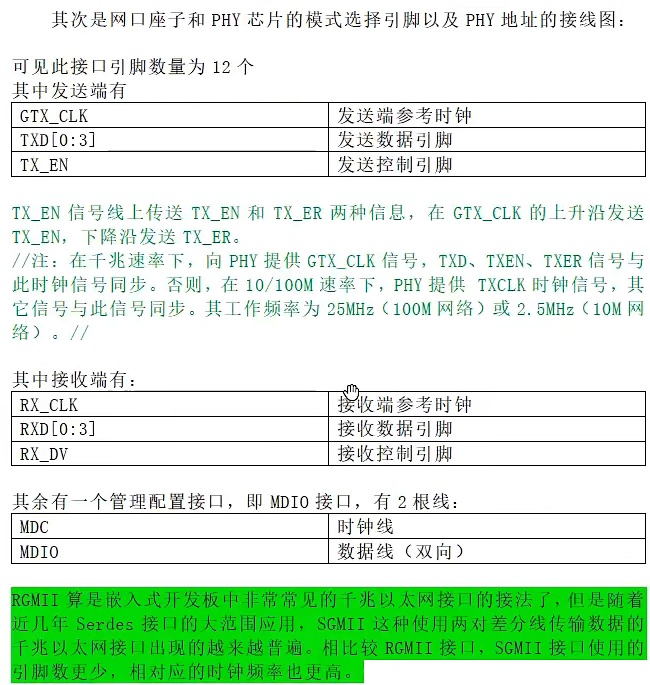 其次是网口座子和 PHY 芯片的模式选择引脚以及 PHY 地址的接线图:
可见此接口引脚数量为 12 个
其中发送端有
GTX_CLK 发送端参考时钟
TXD[0:3] 发送数据引脚
TX_EN 发送控制引脚
TX_EN 信号线上传送 TX_EN 和 TX_ER 两种信息，在 GTX_CLK 的上升沿发送
TX_EN，下降沿发送 TX_ER。
//注：在千兆速率下，向 PHY 提供 GTX_CLK 信号，TXD、TXEN、TXER 信号与
此时钟信号同步。否则，在 10/100M 速率下，PHY 提供 TXCLK 时钟信号，其
它信号与此信号同步。其工作频率为 25MHz（100M 网络）或 2.5MHz（10M 网
络）。//
其中接收端有:
RX_CLK 接收端参考时钟
RXD[0:3] 接收数据引脚
RX_DV 接收控制引脚
其余有一个管理配置接口，即 MDIO 接口，有 2 根线:
MDC 时钟线
MDIO 数据线（双向）
RGMII 算是嵌入式开发板中非常常见的千兆以太网接口的接法了，但是随着
近几年 Serdes 接口的大范围应用，SGMII 这种使用两对差分线传输数据的
千兆以太网接口出现的越来越普遍。相比较 RGMII 接口，SGMII 接口使用的
引脚数更少，相对应的时钟频率也更高。